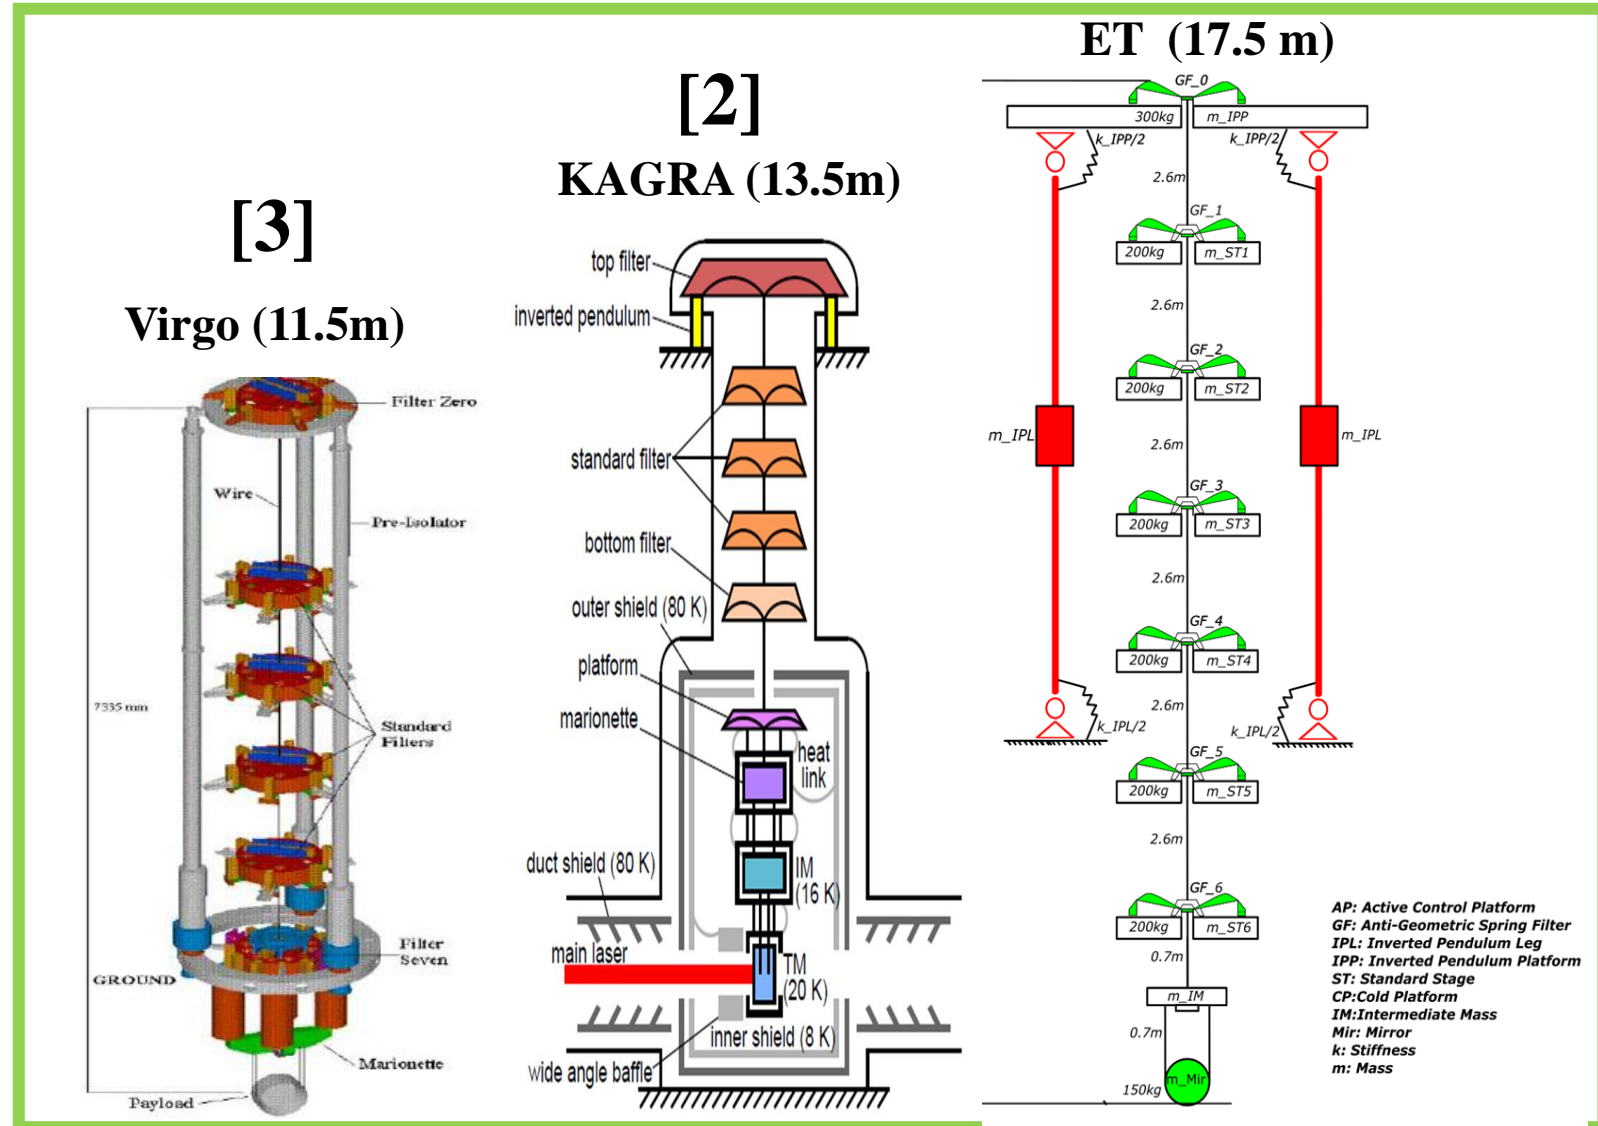 [3]
Virgo (11.5m)
Filter Zero
Wire
Pre-Isolator
7335 mm
Standard
Filters
Filter
Seven
GROUND
Marionette
Payload
[2]
KAGRA (13.5m)
top filter
inverted pendulum
standard filter
bottom filter
outer shield (80 K)
platform
marionette
heat
link
duct shield (80 K)
IM
(16 K)
main laser
TM
(20 K)
inner shield (8 K)
wide angle baffle
ET (17.5 m)
GF_0
300kg
m_IPP
k_IPP/2
k_IPP/2
2.6m
GF_1
200kg
m_ST1
2.6m
GF_2
200kg
m_ST2
m_IPL
2.6m
m_IPL
GF_3
200kg
m_ST3
2.6m
GF_4
200kg
m_ST4
2.6m
k_IPL/2
k_IPL/2
GF_5
200kg
m_ST5
2.6m
GF_6
200kg
m_ST6
0.7m
m_IM
0.7m
m_Mir
150kg
AP: Active Control Platform
GF: Anti-Geometric Spring Filter
IPL: Inverted Pendulum Leg
IPP: Inverted Pendulum Platform
ST: Standard Stage
CP:Cold Platform
IM:Intermediate Mass
Mir: Mirror
k: Stiffness
m: Mass